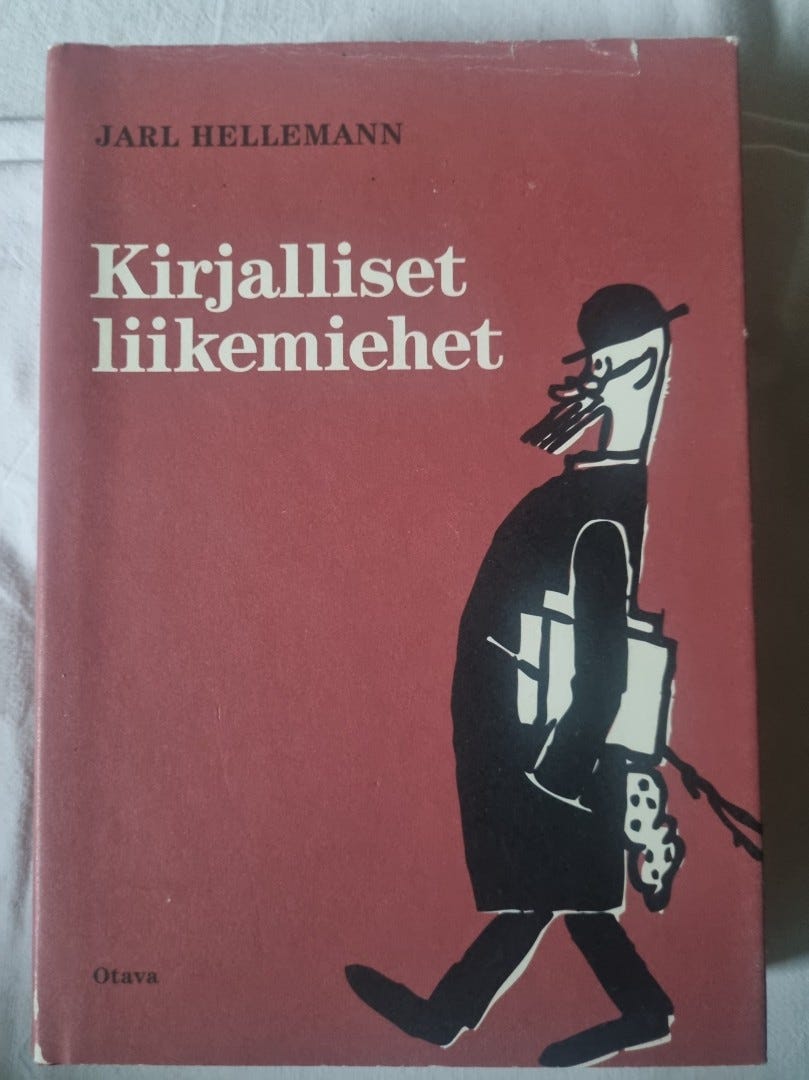 JARL HELLEMANN
Kirjalliset
liikemiehet
Otava